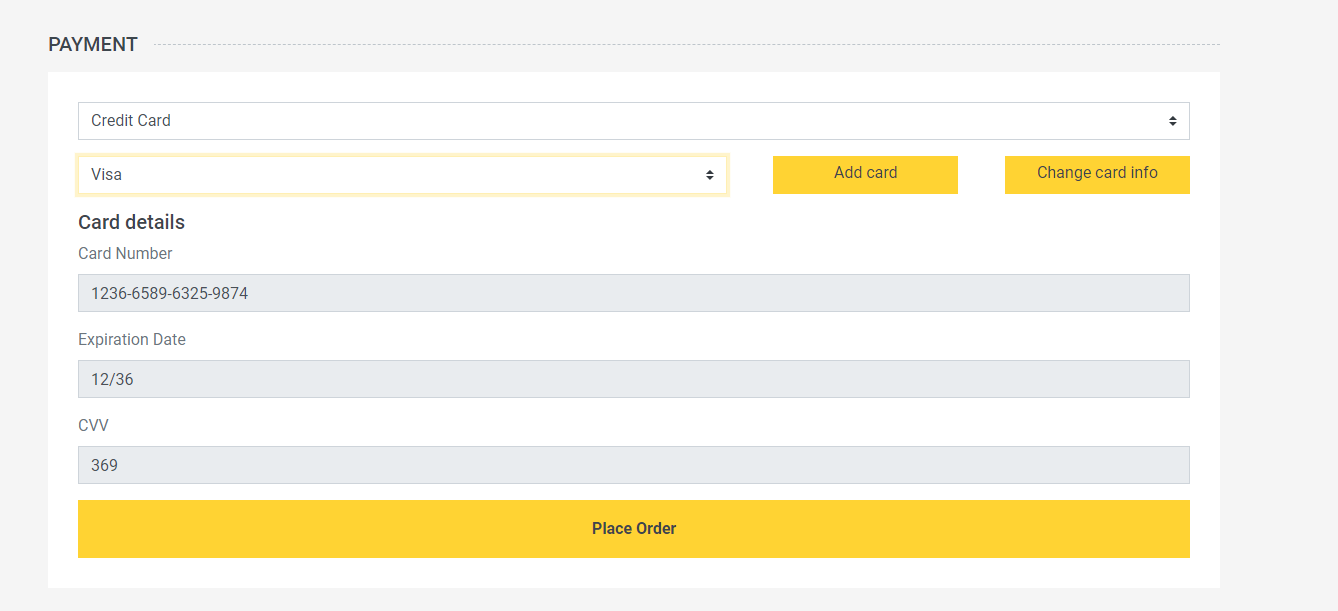 PAYMENT
Credit Card
Visa
Add card
Change card info
Card details
Card Number
1236-6589-6325-9874
Expiration Date
12/36
CVV
369
Place Order